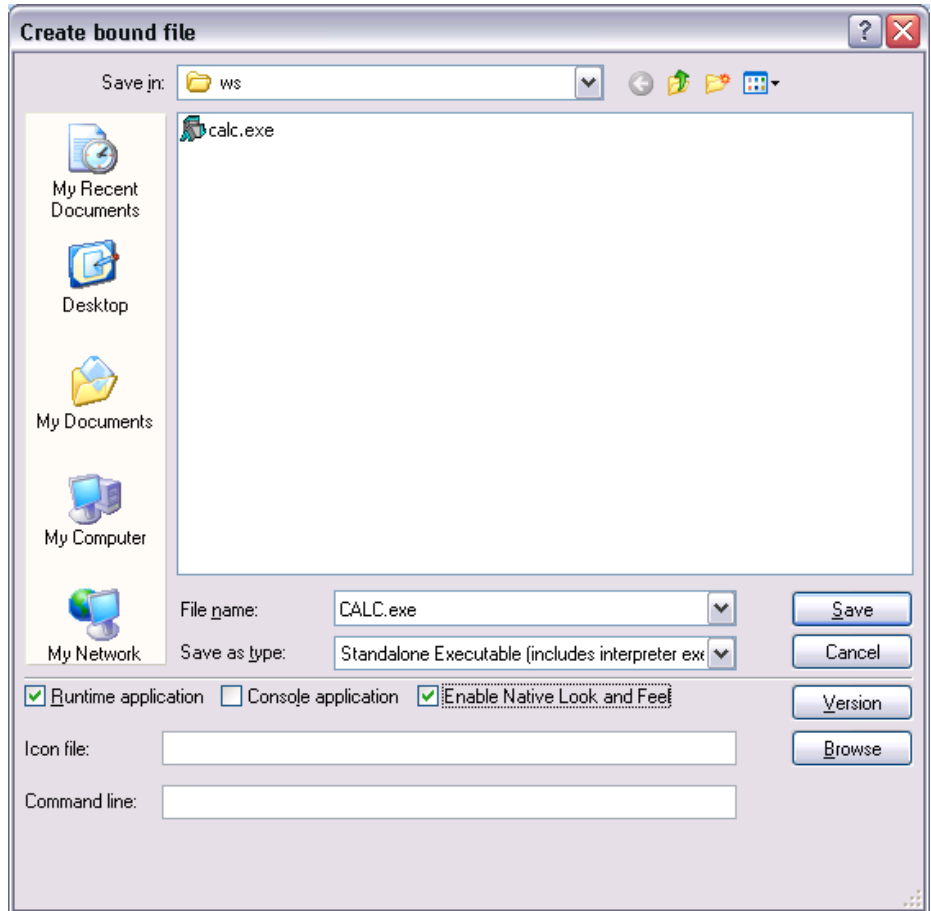 Create bound file
Save in: ws
calc.exe
My Recent
Documents
Desktop
My Documents
My Computer
My Network
File name: CALC.exe Save
Save as type: Standalone Executable (includes interpreter exe Cancel
Runtime application Console application Enable Native Look and Feel Version
Icon file: Browse
Command line: